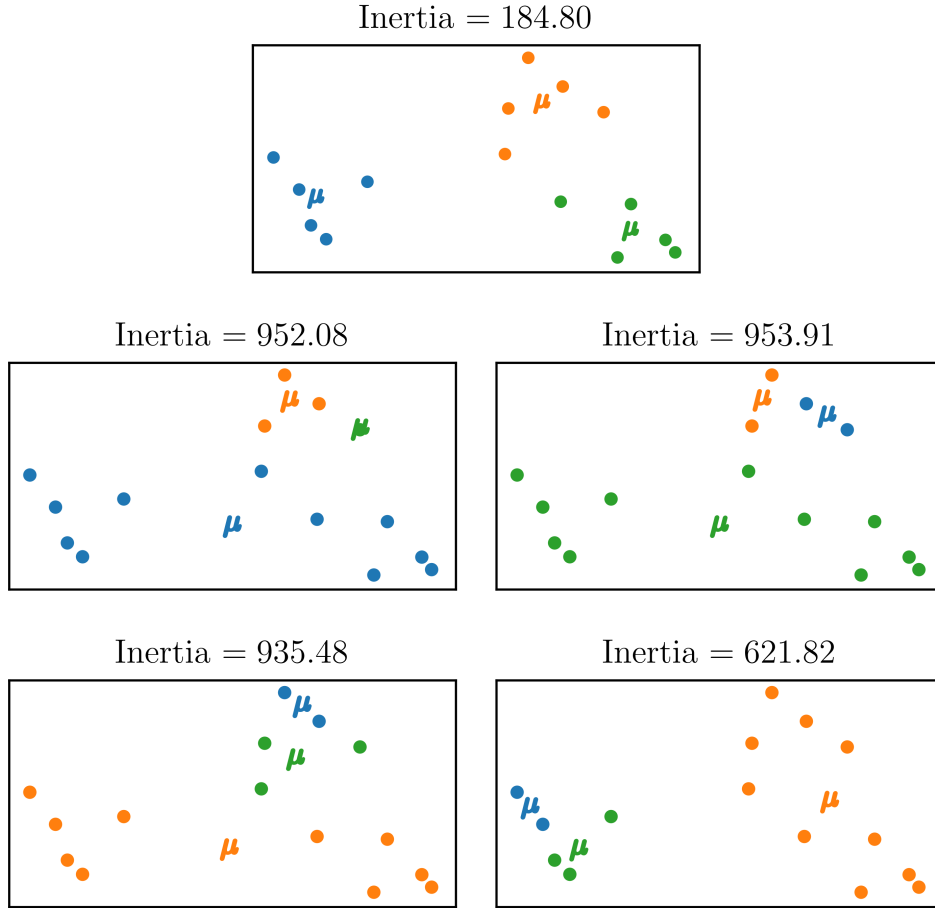 Inertia = 184.80
μ
μ
μ
Inertia = 952.08
Inertia = 953.91
μ
μ
μ
μ
μ
μ
Inertia = 935.48
Inertia = 621.82
μ
μ
μ
μ
μ
μ